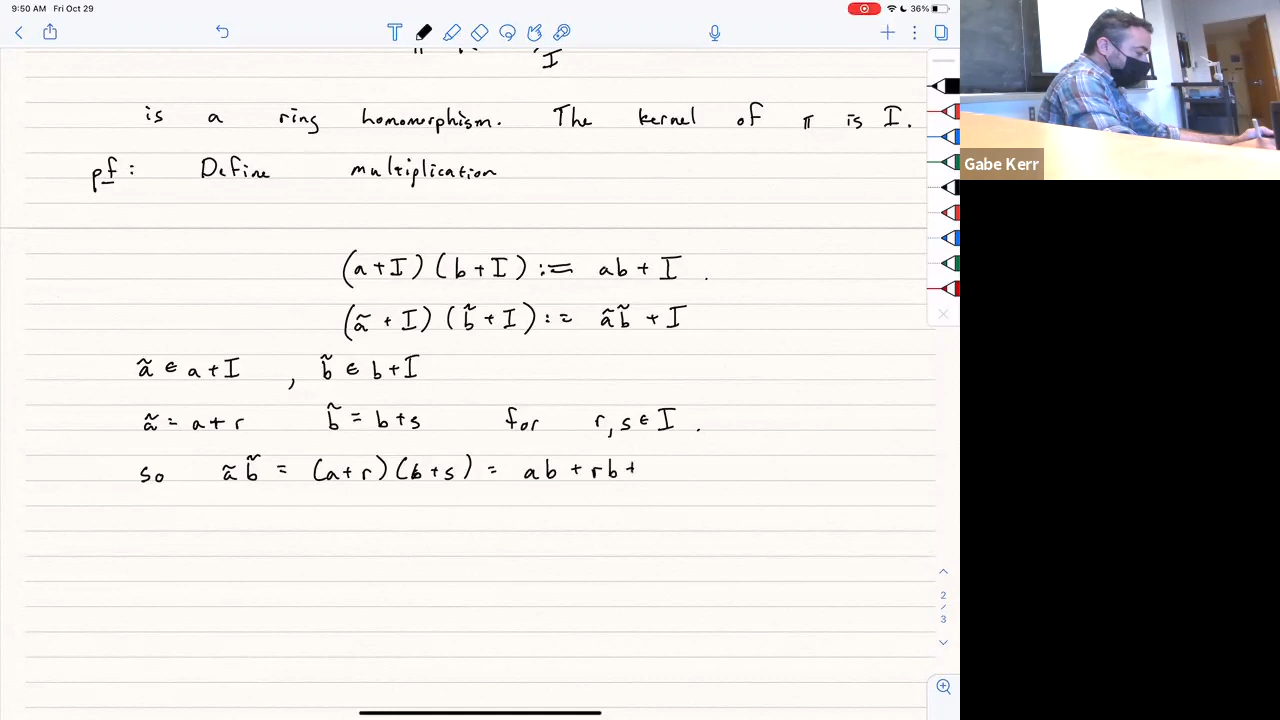 9:50 AM Fri Oct 29
36%
I
is a ring homomorphism. The kernel of π is I.
pf: Define multiplication
(a+I)(b+I) := ab + I.
(ã + I)(b̃ + I) := ãb̃ + I
ã ∈ a+I , b̃ ∈ b+I
ã = a+r b̃ = b+s for r,s ∈ I.
so ãb̃ = (a+r)(b+s) = ab + rb+
Gabe Kerr
2
/
3